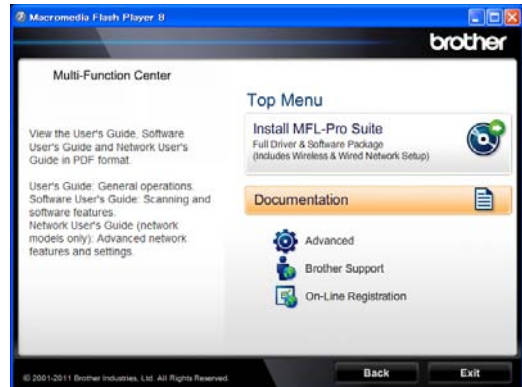 Macromedia Flash Player 8
brother
Multi-Function Center
View the User's Guide, Software
User's Guide and Network User's
Guide in PDF format.
User's Guide: General operations.
Software User's Guide: Scanning and
software features.
Network User's Guide (network
models only): Advanced network
features and settings.
Top Menu
Install MFL-Pro Suite
Full Driver & Software Package
(Includes Wireless & Wired Network Setup)
Documentation
Advanced
Brother Support
On-Line Registration
© 2001-2011 Brother Industries, Ltd. All Rights Reserved.
Back
Exit